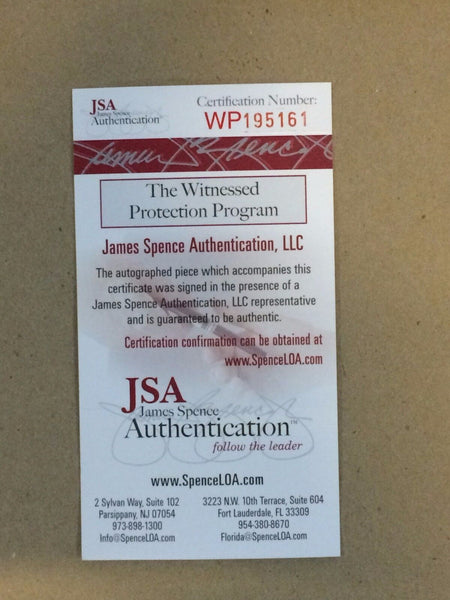 JSA
James Spence
Authentication™
Certification Number:
WP195161
The Witnessed
Protection Program
James Spence Authentication, LLC
The autographed piece which accompanies this
certificate was signed in the presence of a
James Spence Authentication, LLC representative
and is guaranteed to be authentic.
Certification confirmation can be obtained at
www.SpenceLOA.com
JSA
James Spence
Authentication™
follow the leader
www.SpenceLOA.com
2 Sylvan Way, Suite 102
Parsippany, NJ 07054
973-898-1300
Info@SpenceLOA.com
3223 N.W. 10th Terrace, Suite 604
Fort Lauderdale, FL 33309
954-380-8670
Florida@SpenceLOA.com